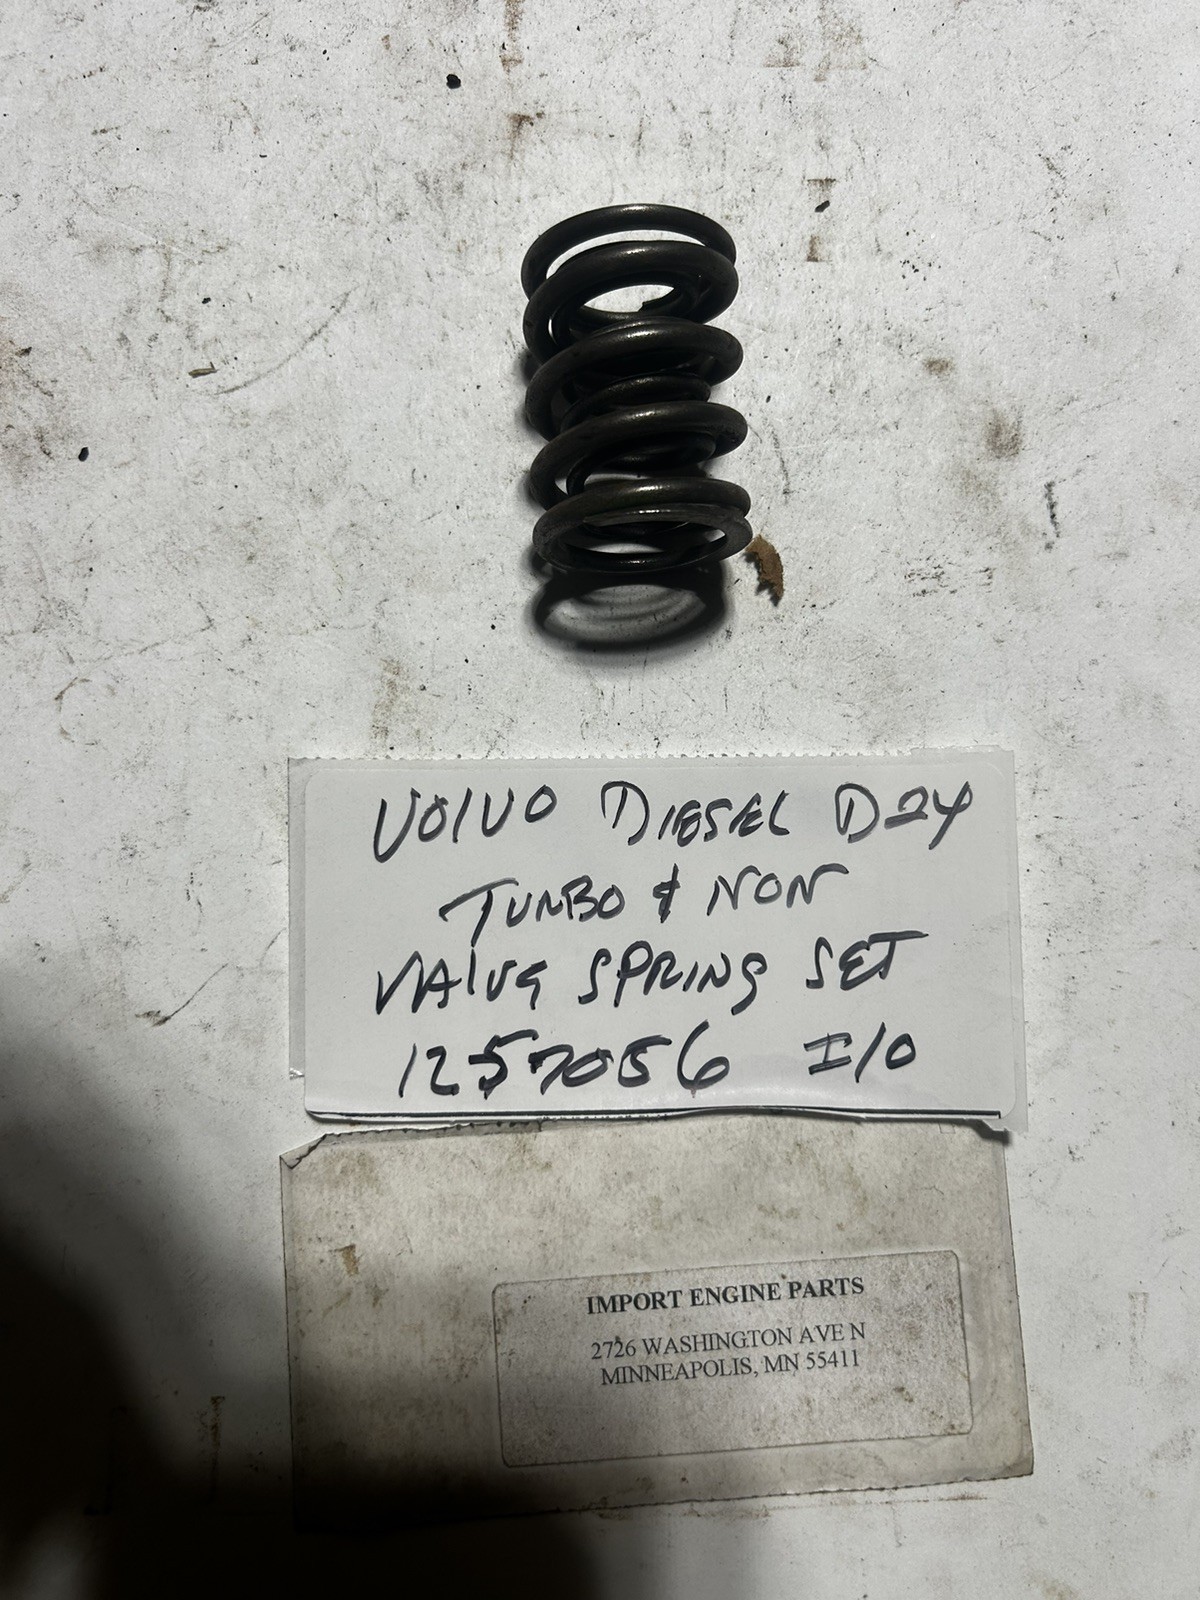 VOLVO DIESEL D24
TURBO & NON
VALVE SPRING SET
1257056 I/O
IMPORT ENGINE PARTS
2726 WASHINGTON AVE N
MINNEAPOLIS, MN 55411